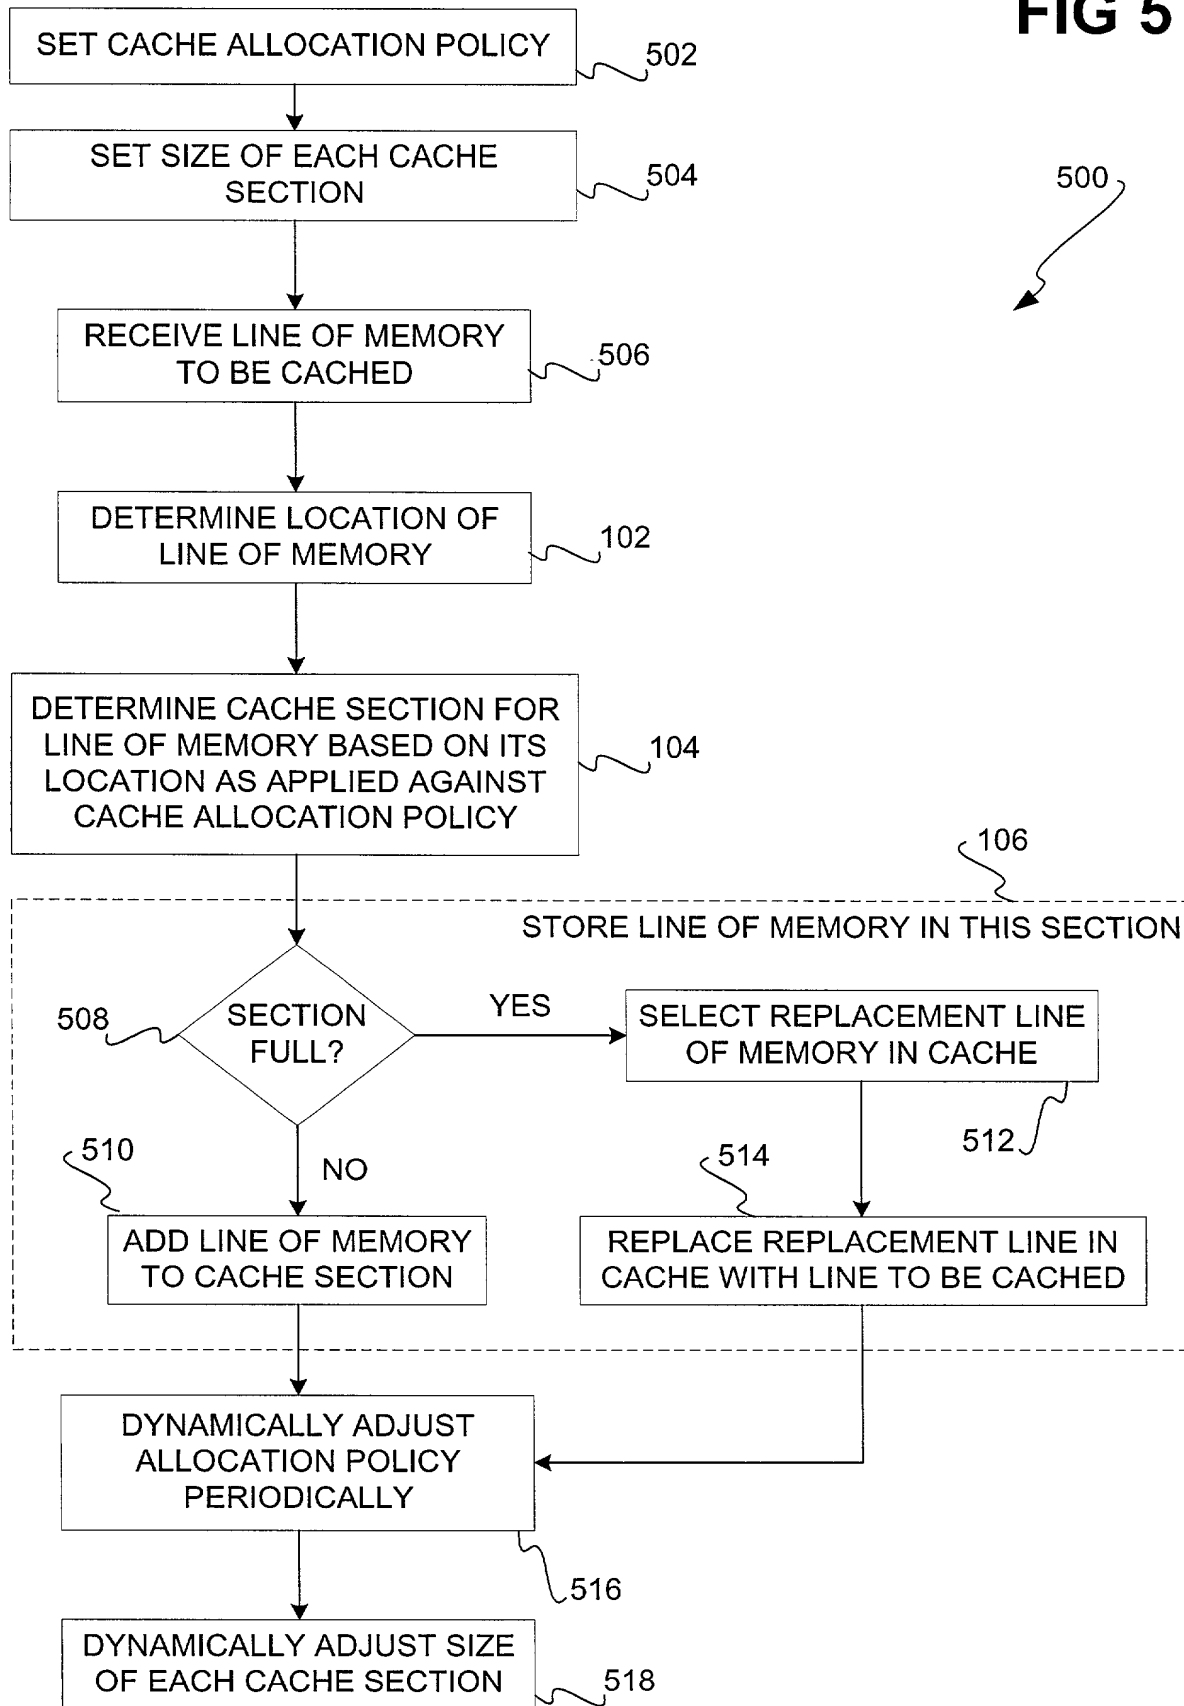 FIG 5
SET CACHE ALLOCATION POLICY
502
SET SIZE OF EACH CACHE
SECTION
504
500
RECEIVE LINE OF MEMORY
TO BE CACHED
506
DETERMINE LOCATION OF
LINE OF MEMORY
102
DETERMINE CACHE SECTION FOR
LINE OF MEMORY BASED ON ITS
LOCATION AS APPLIED AGAINST
CACHE ALLOCATION POLICY
104
106
STORE LINE OF MEMORY IN THIS SECTION
508
SECTION
FULL?
YES
SELECT REPLACEMENT LINE
OF MEMORY IN CACHE
512
510
NO
514
ADD LINE OF MEMORY
TO CACHE SECTION
REPLACE REPLACEMENT LINE IN
CACHE WITH LINE TO BE CACHED
DYNAMICALLY ADJUST
ALLOCATION POLICY
PERIODICALLY
516
DYNAMICALLY ADJUST SIZE
OF EACH CACHE SECTION
518